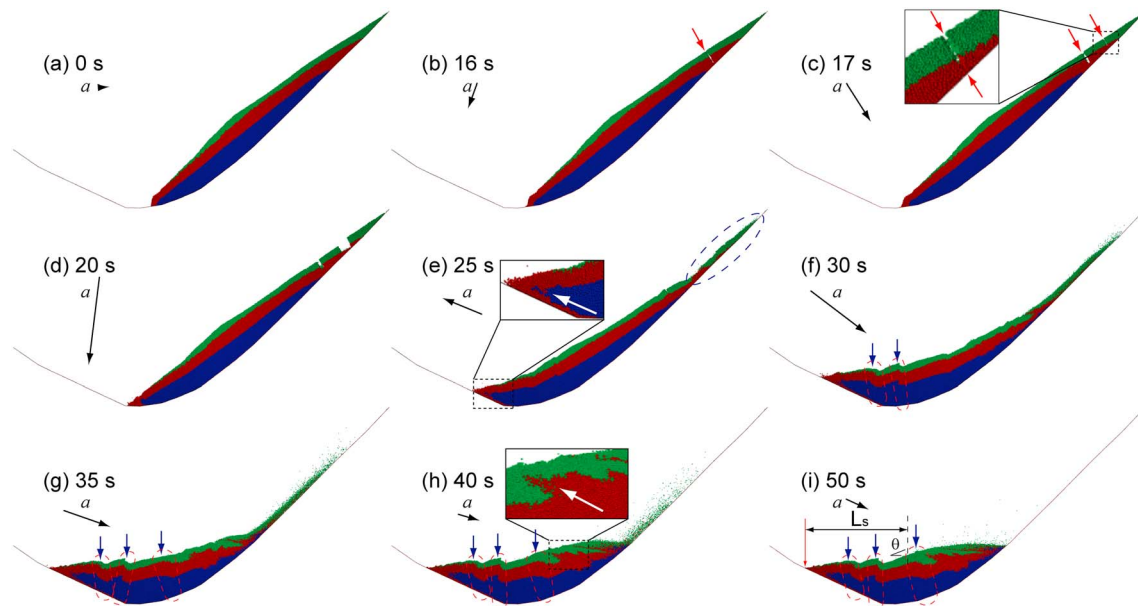 (a) 0 s
a
(b) 16 s
a
(c) 17 s
a
(d) 20 s
a
(e) 25 s
a
(f) 30 s
a
(g) 35 s
a
(h) 40 s
a
(i) 50 s
a
Ls
θ